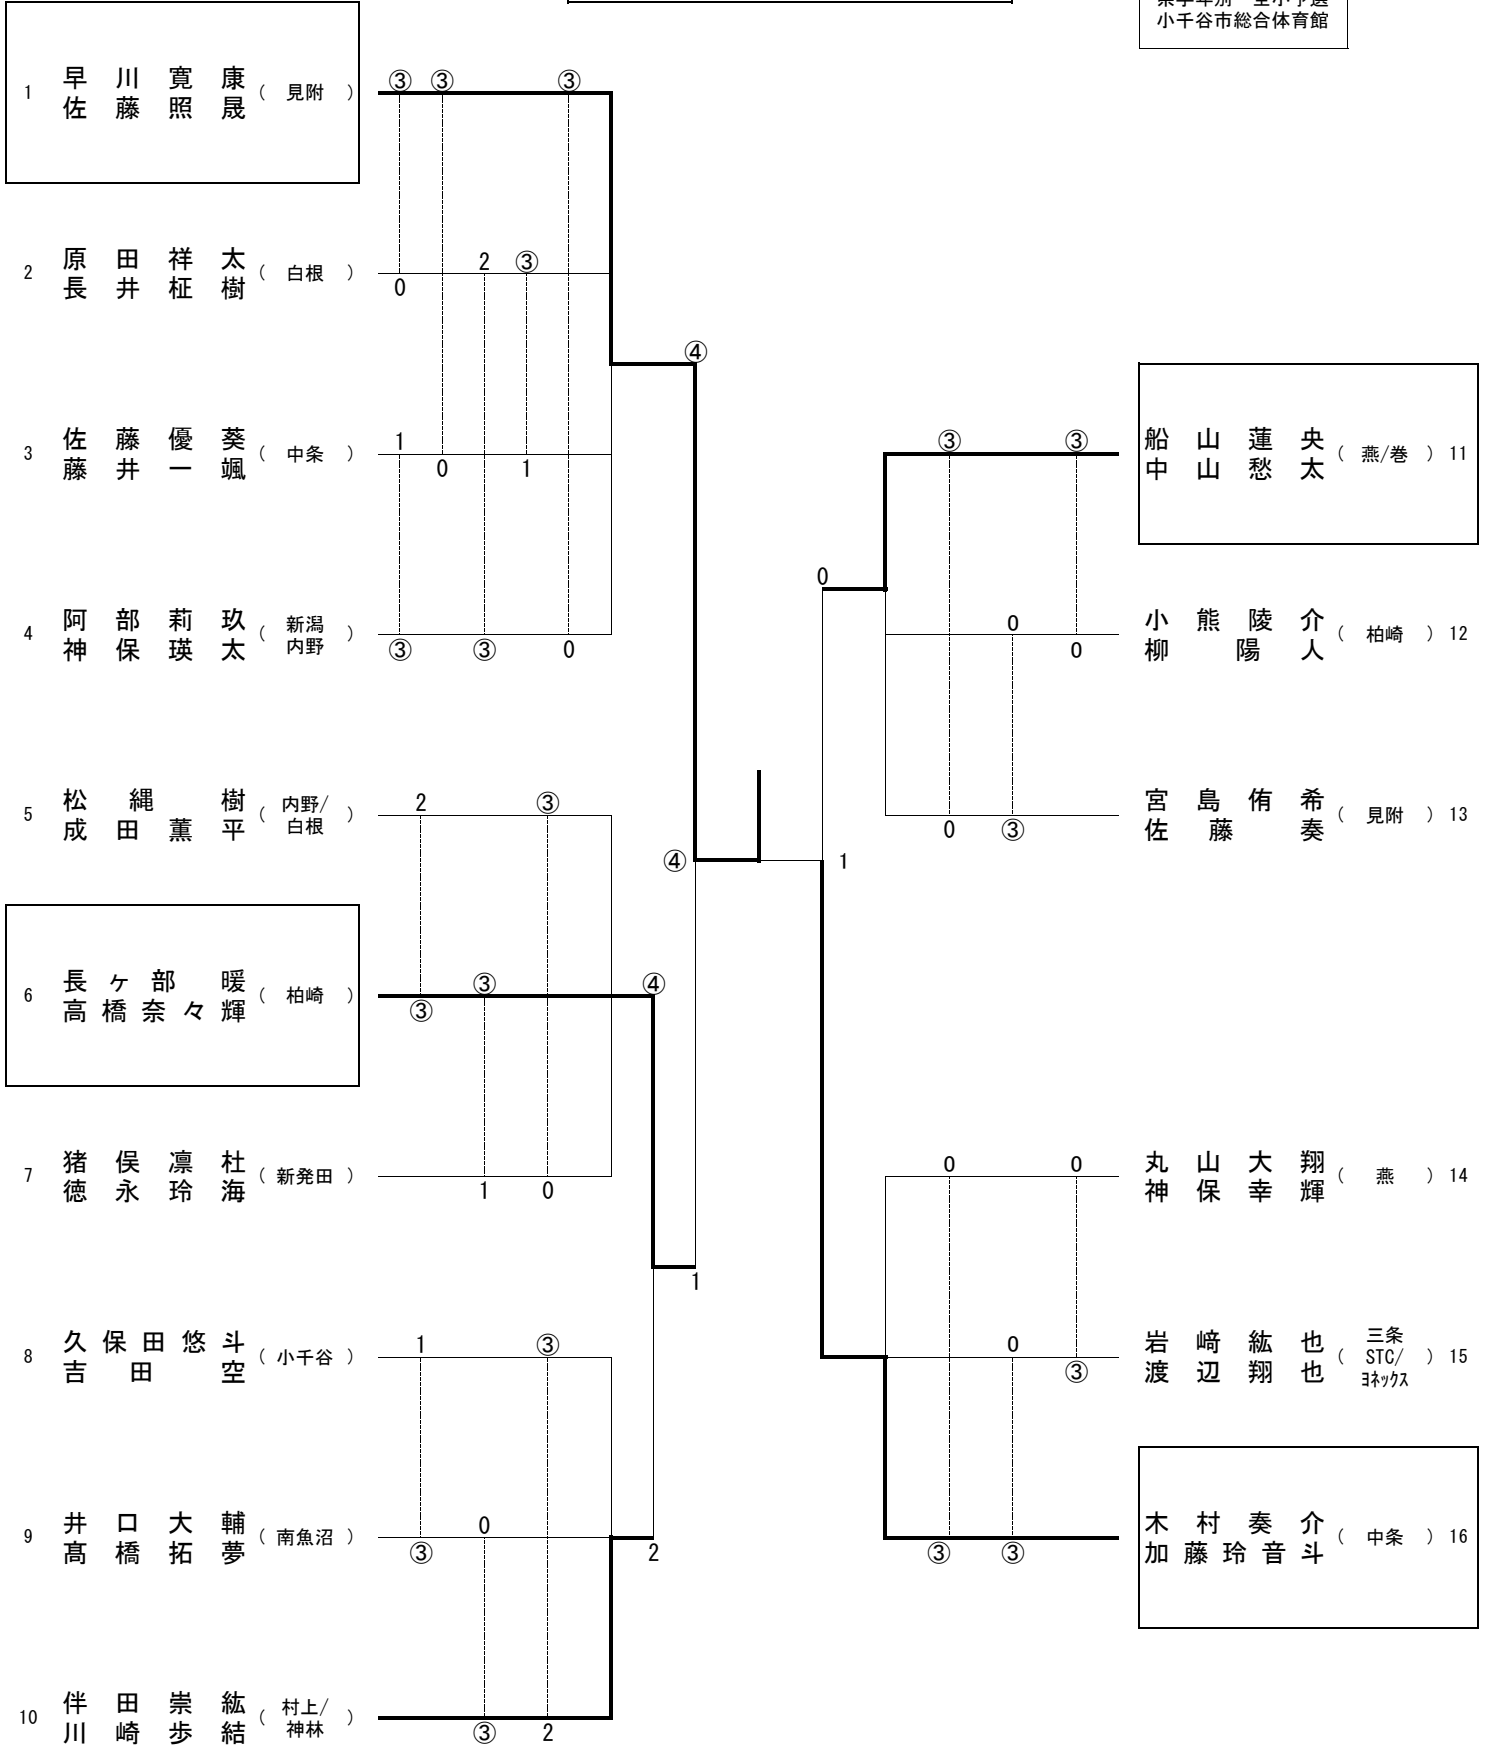 小千谷市総合体育館
③ ③ ③
1 早川寛康 ( 見附 )
佐藤照晟
2 ③
2 原田祥太 ( 白根 )
長井柾樹
0
④
1
3 佐藤優葵 ( 中条 )
藤井一颯
0 1
4 阿部莉玖 ( 新潟
内野 )
神保瑛太
③ ③ 0
2 ③
5 松縄樹 ( 内野/
白根 )
成田薫平
④
③ ④
6 長ヶ部暖 ( 柏崎 )
高橋奈々輝
③
7 猪俣凛杜 ( 新発田 )
徳永玲海
1 0
1
1 ③
8 久保田悠斗 ( 小千谷 )
吉田空
0
9 井口大輔 ( 南魚沼 )
髙橋拓夢
③ 2
10 伴田崇紘 ( 村上/
神林 )
川崎歩結
③ 2
③ ③
船山蓮央 ( 燕/巻 ) 11
中山愁太
0
0
小熊陵介 ( 柏崎 ) 12
柳陽人
0
宮島侑希 ( 見附 ) 13
佐藤奏
0 ③
1
0 0
丸山大翔 ( 燕 ) 14
神保幸輝
0
岩﨑紘也 ( 三条
STC/
ﾖﾈｯｸｽ ) 15
渡辺翔也
③
木村奏介 ( 中条 ) 16
加藤玲音斗
③ ③